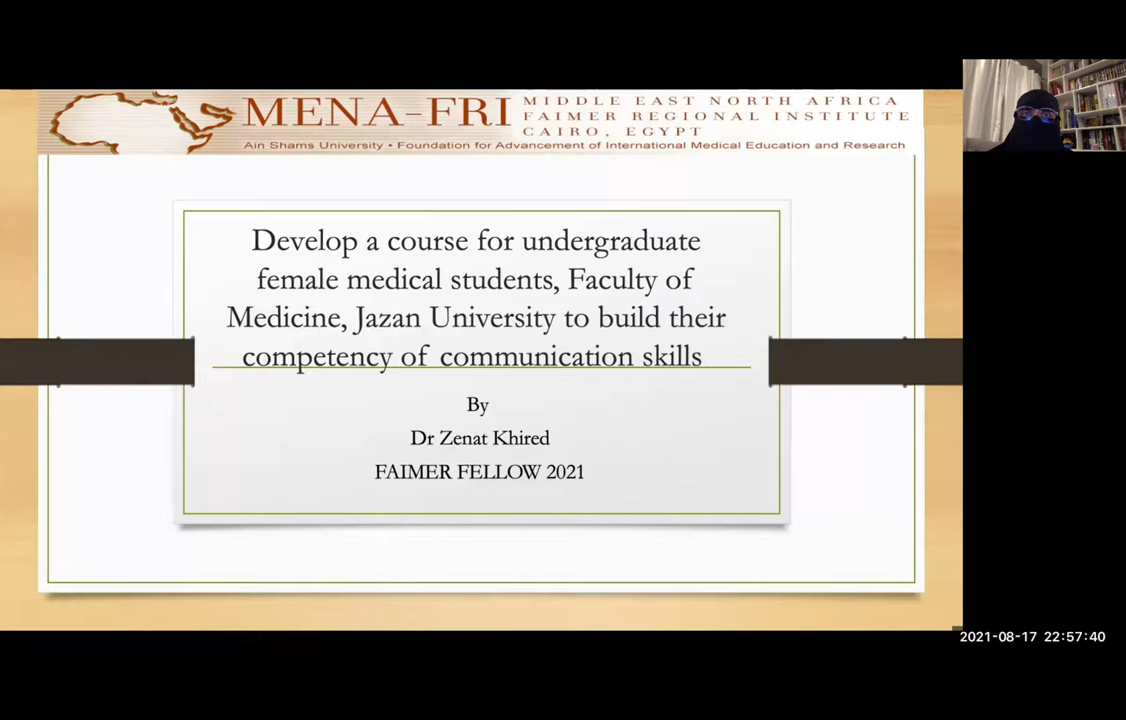 MENA-FRI
MIDDLE EAST NORTH AFRICA
FAIMER REGIONAL INSTITUTE
CAIRO, EGYPT
Ain Shams University • Foundation for Advancement of International Medical Education and Research
Develop a course for undergraduate
female medical students, Faculty of
Medicine, Jazan University to build their
competency of communication skills
By
Dr Zenat Khired
FAIMER FELLOW 2021
2021-08-17 22:57:40